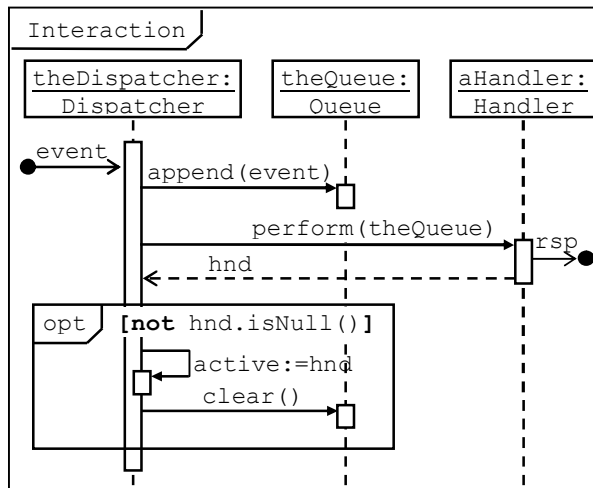 Interaction
theDispatcher:
Dispatcher
theQueue:
Queue
aHandler:
Handler
event
append(event)
perform(theQueue)
rsp
hnd
opt
[not hnd.isNull()]
active:=hnd
clear()